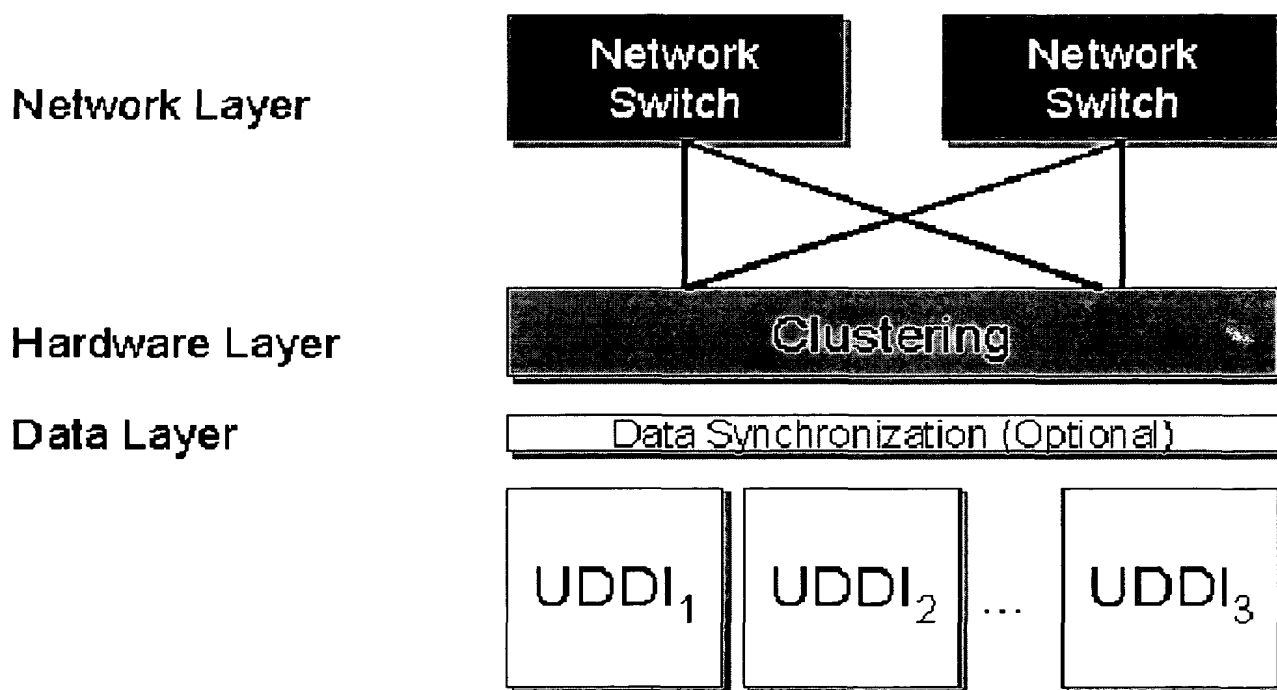 Network Layer
Network Switch
Network Switch
Hardware Layer
Clustering
Data Layer
Data Synchronization (Optional)
UDDI₁ UDDI₂ ... UDDI₃